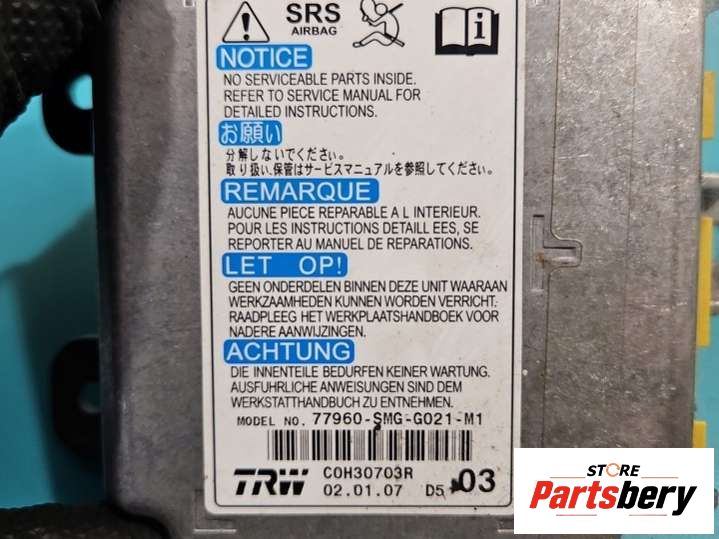 SRS
AIRBAG
NOTICE
NO SERVICEABLE PARTS INSIDE.
REFER TO SERVICE MANUAL FOR
DETAILED INSTRUCTIONS.
お願い
分解しないでください。
取り扱い、保管はサービスマニュアルを参照してください。
REMARQUE
AUCUNE PIECE REPARABLE A L INTERIEUR.
POUR LES INSTRUCTIONS DETAILL EES, SE
REPORTER AU MANUEL DE REPARATIONS.
LET OP!
GEEN ONDERDELEN BINNEN DEZE UNIT WAARAAN
WERKZAAMHEDEN KUNNEN WORDEN VERRICHT.
RAADPLEEG HET WERKPLAATSHANDBOEK VOOR
NADERE AANWIJZINGEN.
ACHTUNG
DIE INNENTEILE BEDURFEN KEINER WARTUNG.
AUSFUHRLICHE ANWEISUNGEN SIND DEM
WERKSTATTHANDBUCH ZU ENTNEHMEN.
MODEL NO. 77960-SMG-G021-M1
TRW C0H30703R
02.01.07 D5 03
STORE
Partsbery